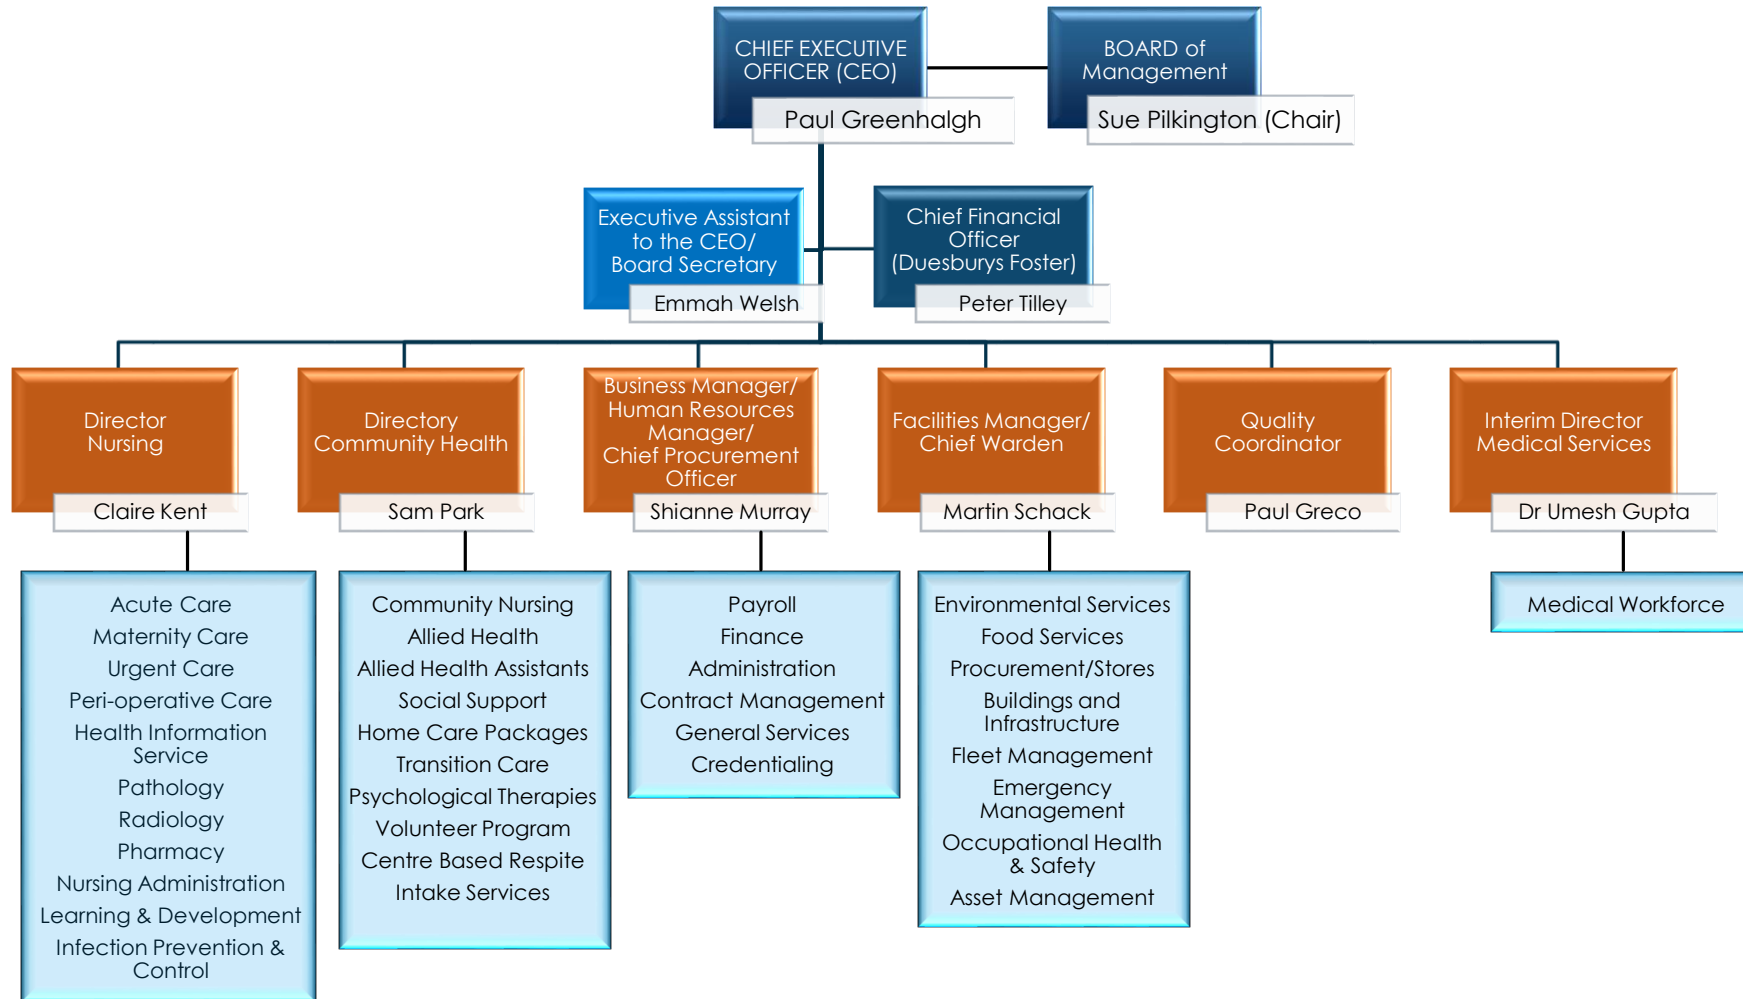 CHIEF EXECUTIVE
OFFICER (CEO)
Paul Greenhalgh
BOARD of
Management
Sue Pilkington (Chair)
Executive Assistant
to the CEO/
Board Secretary
Emmah Welsh
Chief Financial
Officer
(Duesburys Foster)
Peter Tilley
Director
Nursing
Claire Kent
Directory
Community Health
Sam Park
Business Manager/
Human Resources
Manager/
Chief Procurement
Officer
Shianne Murray
Facilities Manager/
Chief Warden
Martin Schack
Quality
Coordinator
Paul Greco
Interim Director
Medical Services
Dr Umesh Gupta
Acute Care
Maternity Care
Urgent Care
Peri-operative Care
Health Information
Service
Pathology
Radiology
Pharmacy
Nursing Administration
Learning & Development
Infection Prevention &
Control
Community Nursing
Allied Health
Allied Health Assistants
Social Support
Home Care Packages
Transition Care
Psychological Therapies
Volunteer Program
Centre Based Respite
Intake Services
Payroll
Finance
Administration
Contract Management
General Services
Credentialing
Environmental Services
Food Services
Procurement/Stores
Buildings and
Infrastructure
Fleet Management
Emergency
Management
Occupational Health
& Safety
Asset Management
Medical Workforce